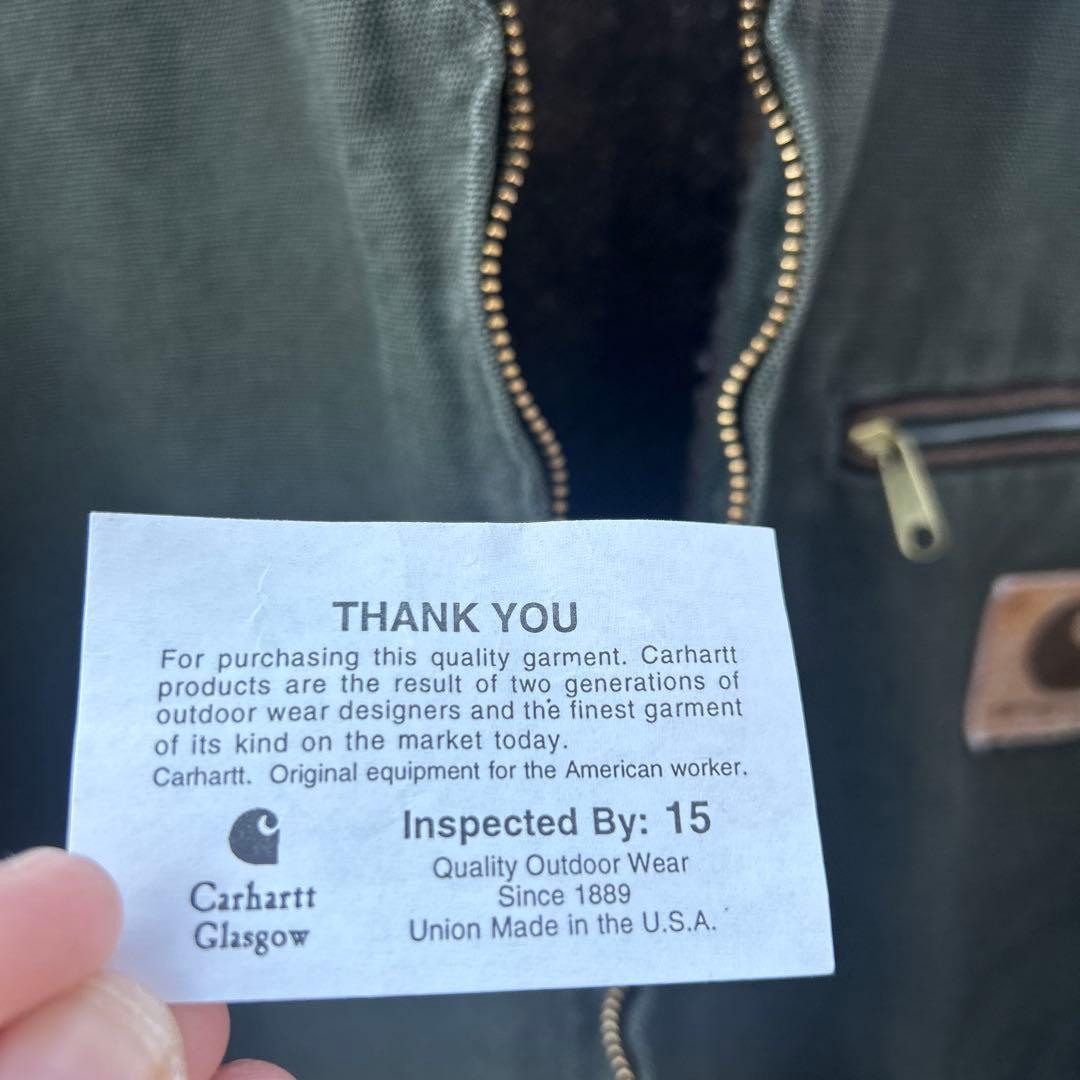 THANK YOU
For purchasing this quality garment. Carhartt
products are the result of two generations of
outdoor wear designers and the finest garment
of its kind on the market today.
Carhartt. Original equipment for the American worker.
Inspected By: 15
Quality Outdoor Wear
Since 1889
Union Made in the U.S.A.
Carhartt
Glasgow